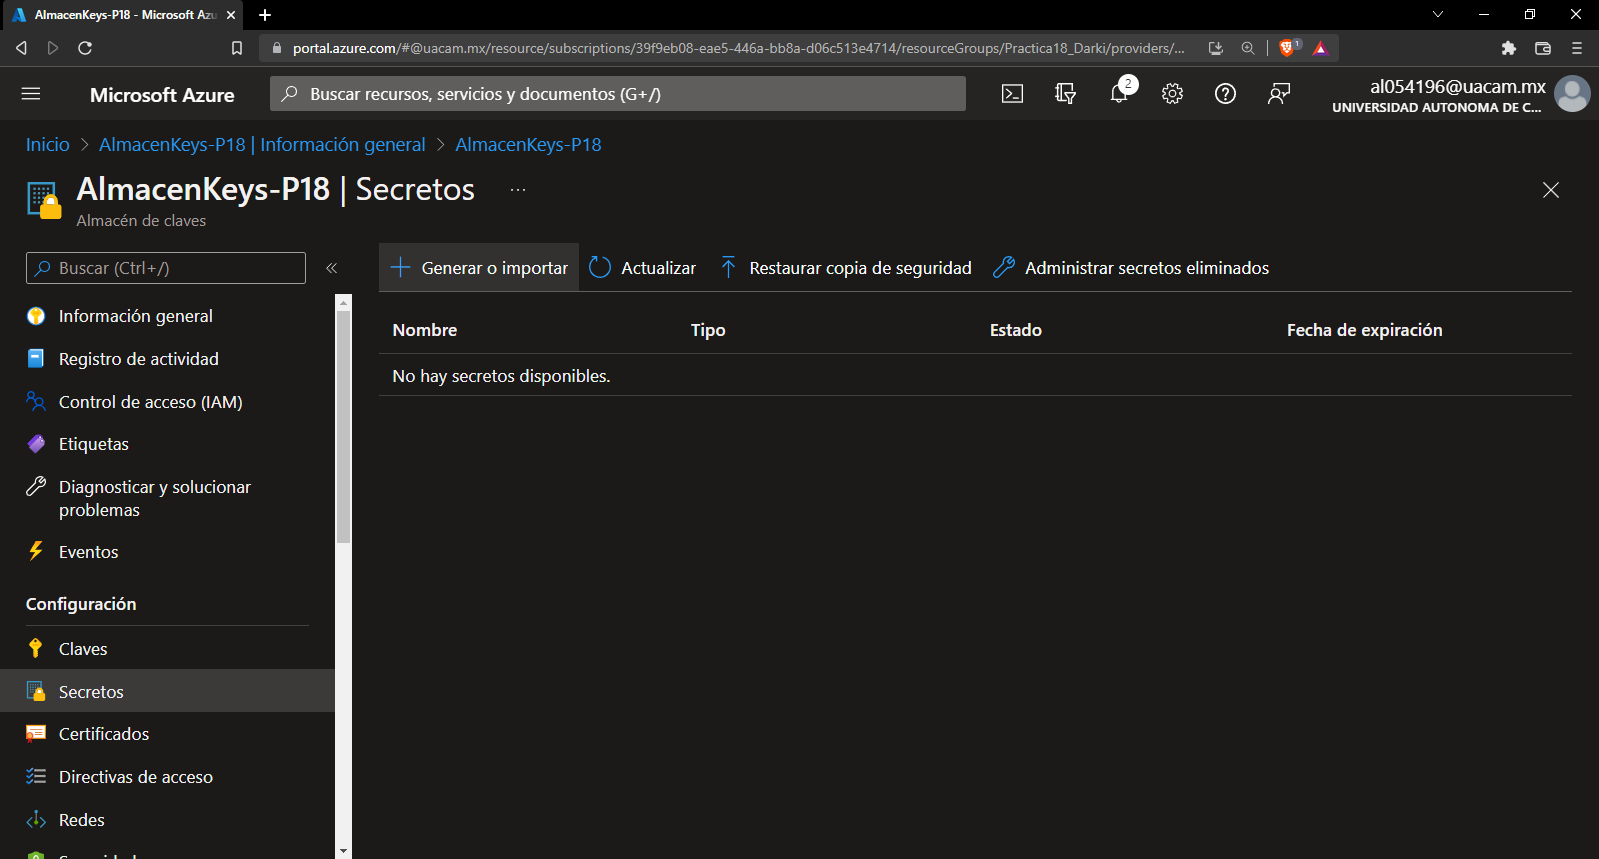 AlmacenKeys-P18 - Microsoft Azu
portal.azure.com/#@uacam.mx/resource/subscriptions/39f9eb08-eae5-446a-bb8a-d06c513e4714/resourceGroups/Practica18_Darki/providers/...
1
Microsoft Azure
Buscar recursos, servicios y documentos (G+/)
2
al054196@uacam.mx
UNIVERSIDAD AUTONOMA DE C...
Inicio > AlmacenKeys-P18 | Información general > AlmacenKeys-P18
AlmacenKeys-P18 | Secretos ...
Almacén de claves
Buscar (Ctrl+/)
«
Generar o importar
Actualizar
Restaurar copia de seguridad
Administrar secretos eliminados
Información general
Registro de actividad
Control de acceso (IAM)
Etiquetas
Diagnosticar y solucionar
problemas
Eventos
Configuración
Claves
Secretos
Certificados
Directivas de acceso
Redes
Nombre Tipo Estado Fecha de expiración
No hay secretos disponibles.